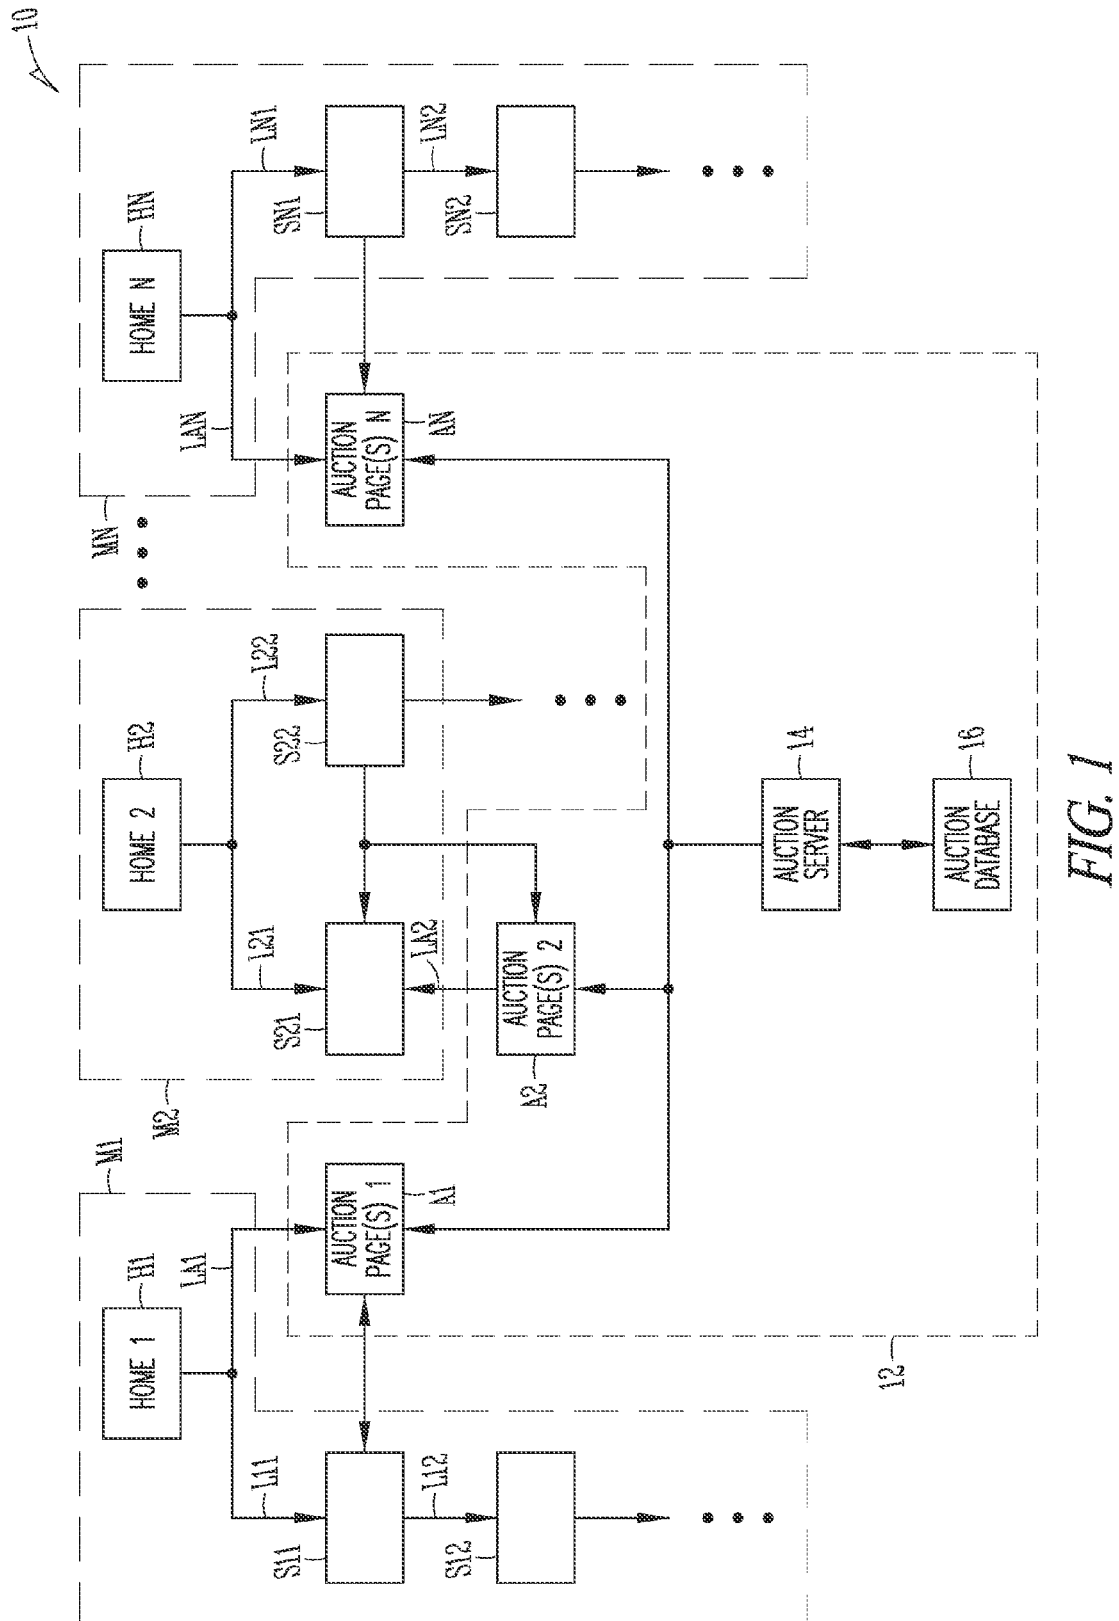 10
M1
M2
MN
HOME 1
H1
HOME 2
H2
HOME N
HN
LA1
L11
L21
L22
LAN
LN1
S11
AUCTION
PAGE(S) 1
A1
S21
S22
AUCTION
PAGE(S) N
AN
SN1
L12
LA2
LN2
S12
AUCTION
PAGE(S) 2
A2
SN2
AUCTION
SERVER
14
12
AUCTION
DATABASE
16
FIG. 1